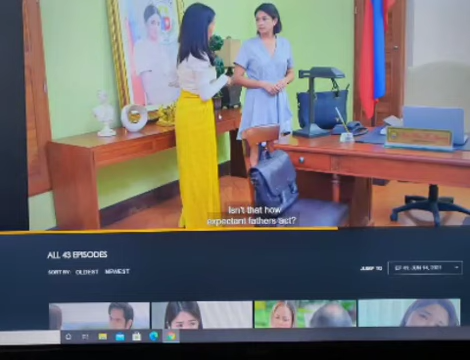 Isn't that how
expectant fathers act?
ALL 43 EPISODES
SORT BY: OLDEST NEWEST
JUMP TO